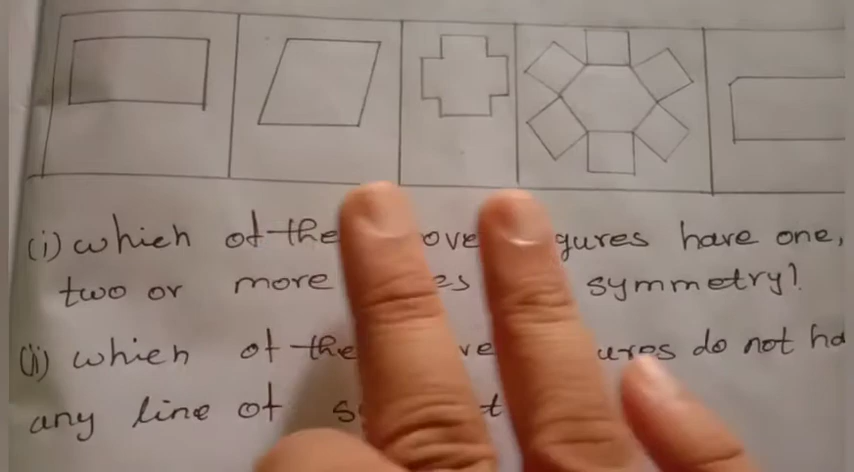 (i) which of the ove gures have one,
two or more es symmetry?
(ii) which of the ve ures do not ha
any line of s t